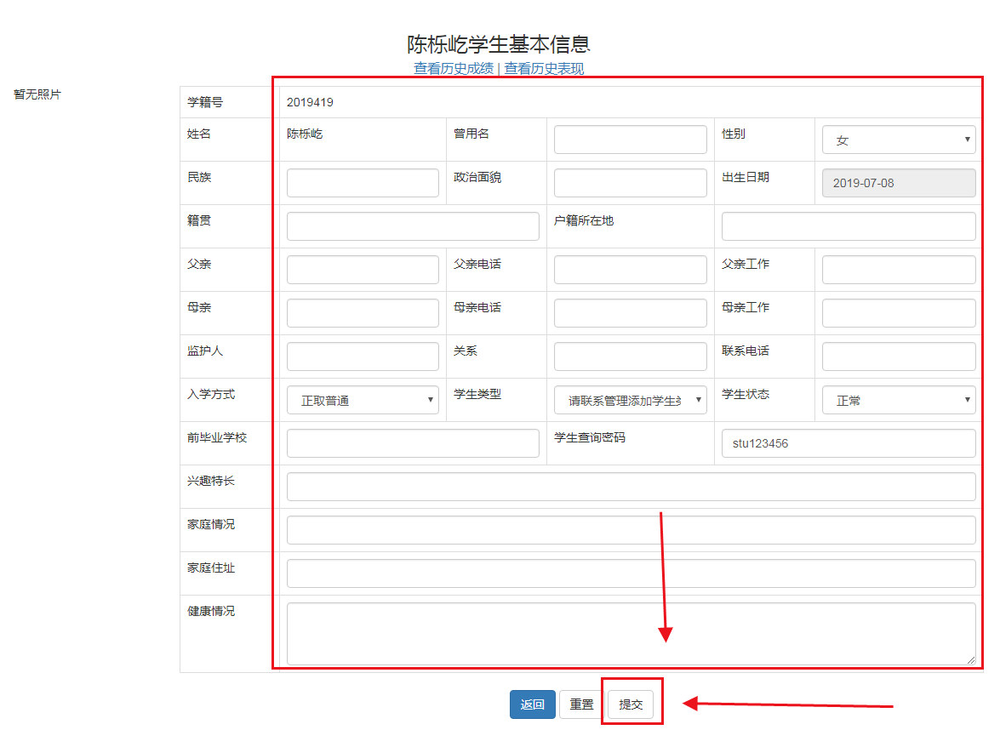 陈栎屹学生基本信息
查看历史成绩 | 查看历史表现
暂无照片
学籍号 2019419
姓名 陈栎屹 曾用名 性别 女
民族 政治面貌 出生日期 2019-07-08
籍贯 户籍所在地
父亲 父亲电话 父亲工作
母亲 母亲电话 母亲工作
监护人 关系 联系电话
入学方式 正取普通 学生类型 请联系管理添加学生 学生状态 正常
前毕业学校 学生查询密码 stu123456
兴趣特长
家庭情况
家庭住址
健康情况
返回 重置 提交